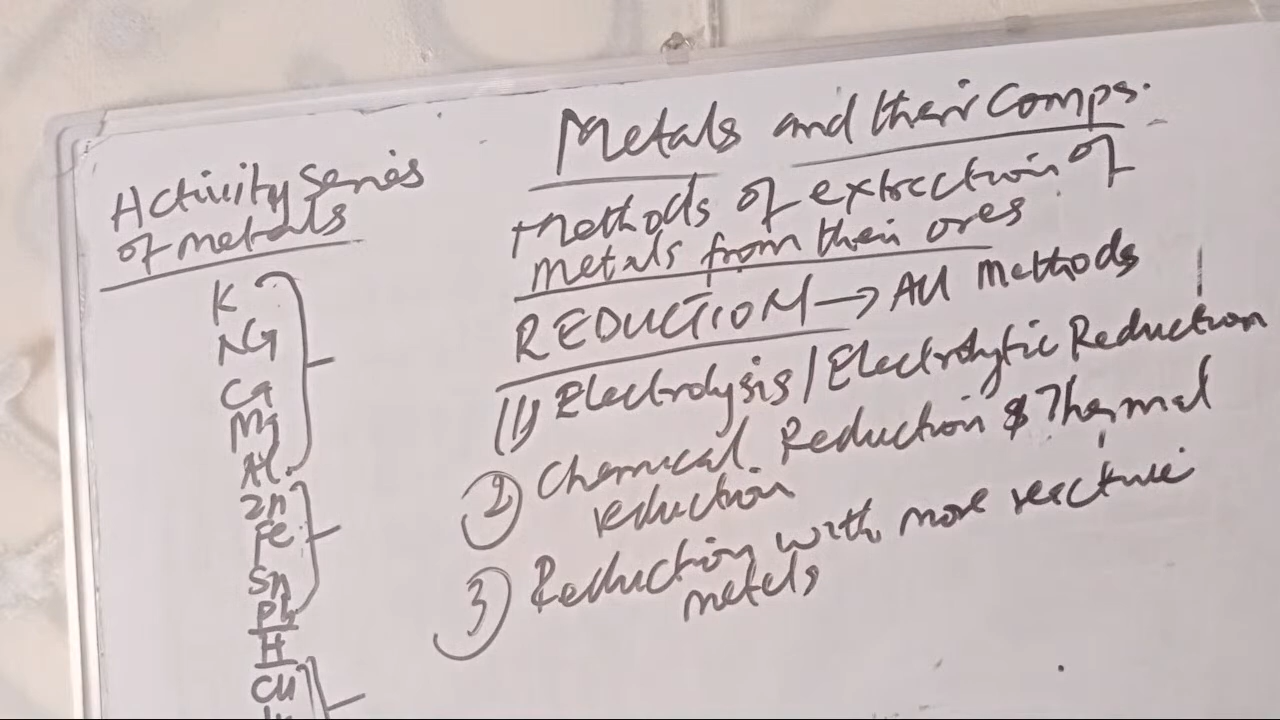 Metals and their Comps.
Methods of extraction of
metals from their ores
REDUCTION → All Methods
(1) Electrolysis / Electrolytic Reduction
2) Chemical Reduction & Thermal
reduction
3) Reduction with more reactive
metals
Activity Series
of metals
K
Na
Ca
Mg
Al
Zn
Fe
Sn
Pb
H
Cu